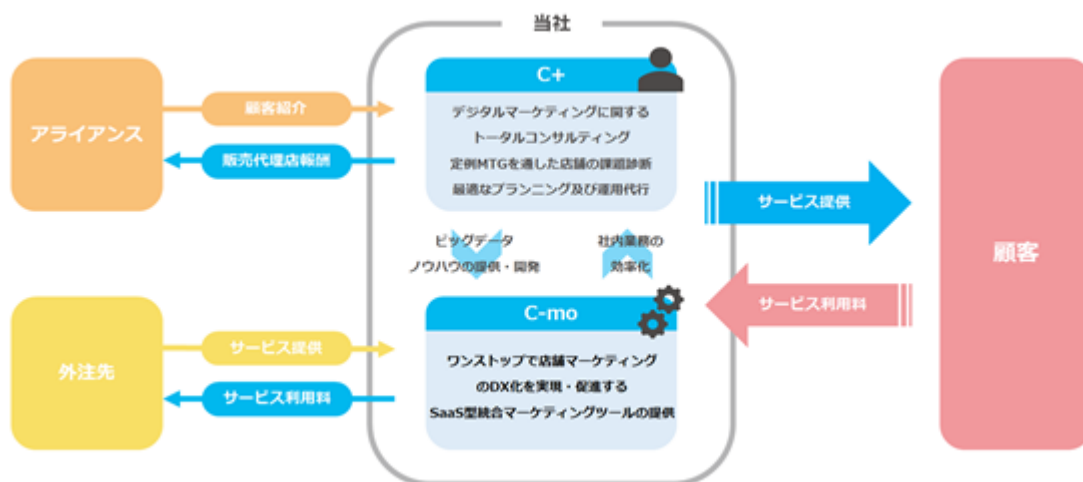 当社
アライアンス
顧客紹介
販売代理店報酬
C+
デジタルマーケティングに関する
トータルコンサルティング
定例MTGを通した店舗の課題診断
最適なプランニング及び運用代行
ビッグデータ
ノウハウの提供・開発
社内業務の
効率化
外注先
サービス提供
サービス利用料
C-mo
ワンストップで店舗マーケティング
のDX化を実現・促進する
SaaS型統合マーケティングツールの提供
サービス提供
サービス利用料
顧客